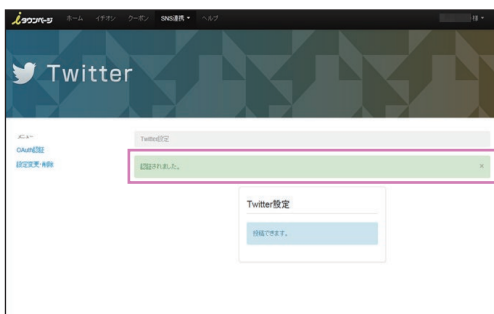 iタウンページ ホーム イチオシ クーポン SNS連携 ヘルプ 様
Twitter
メニュー
OAuth認証
設定変更・削除
Twitter設定
認証されました。 ×
Twitter設定
投稿できます。